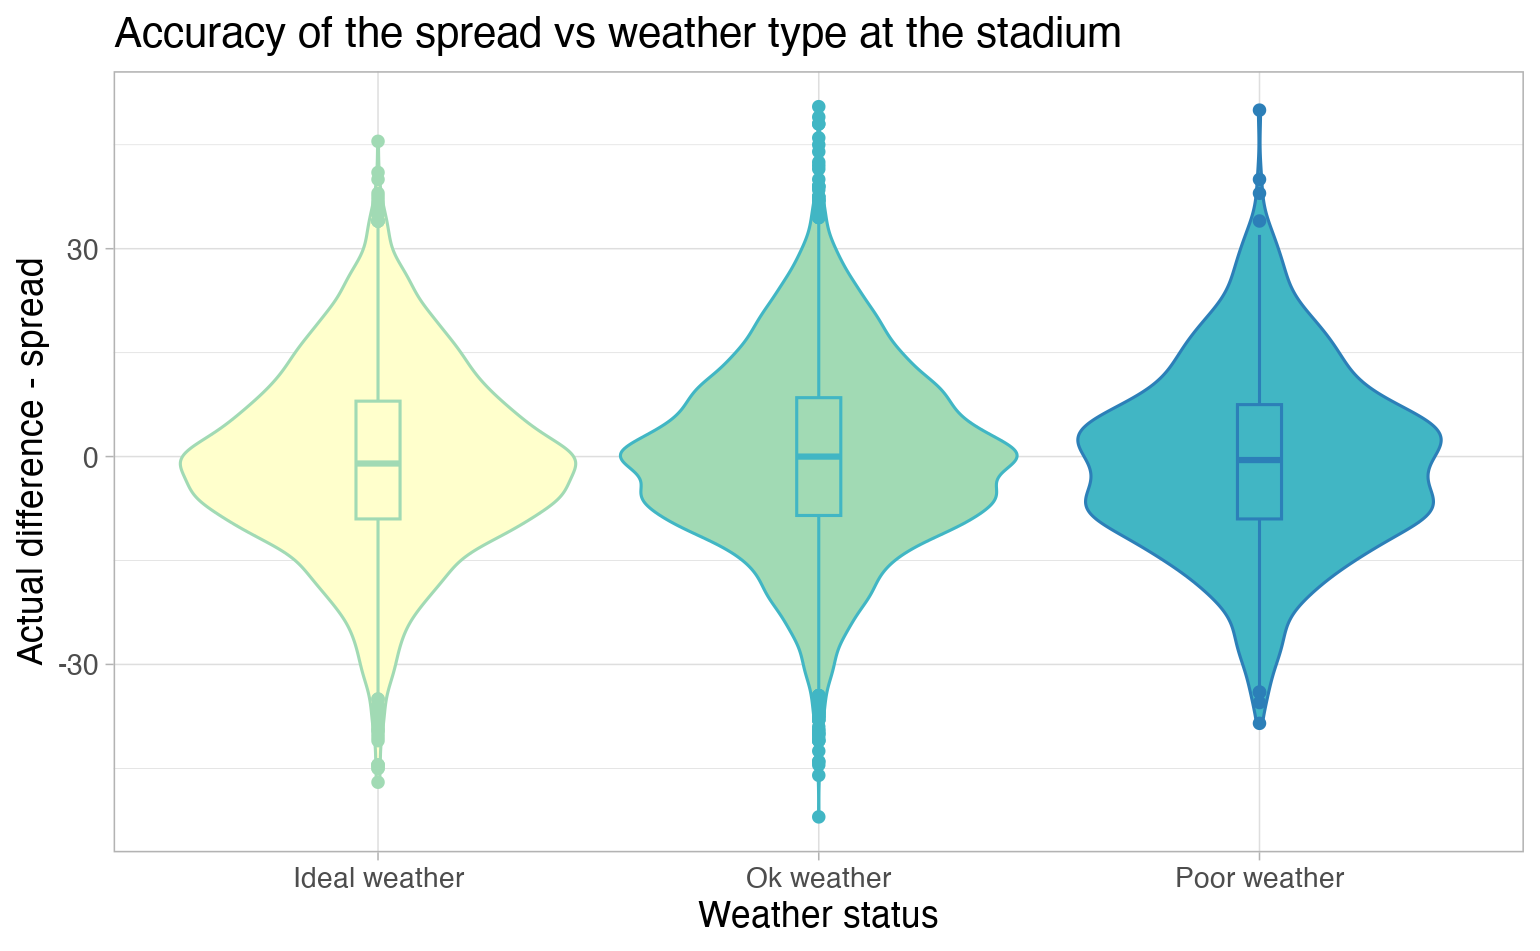 Accuracy of the spread vs weather type at the stadium
Actual difference - spread
30
0
-30
Ideal weather
Ok weather
Poor weather
Weather status